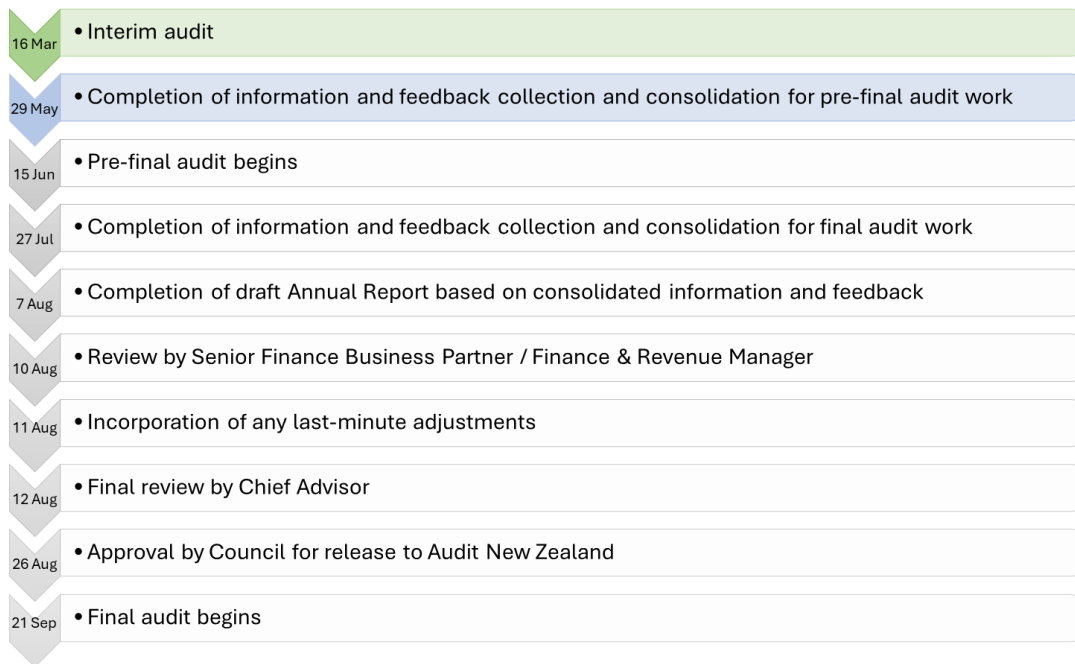 16 Mar
• Interim audit
29 May
• Completion of information and feedback collection and consolidation for pre-final audit work
15 Jun
• Pre-final audit begins
27 Jul
• Completion of information and feedback collection and consolidation for final audit work
7 Aug
• Completion of draft Annual Report based on consolidated information and feedback
10 Aug
• Review by Senior Finance Business Partner / Finance & Revenue Manager
11 Aug
• Incorporation of any last-minute adjustments
12 Aug
• Final review by Chief Advisor
26 Aug
• Approval by Council for release to Audit New Zealand
21 Sep
• Final audit begins